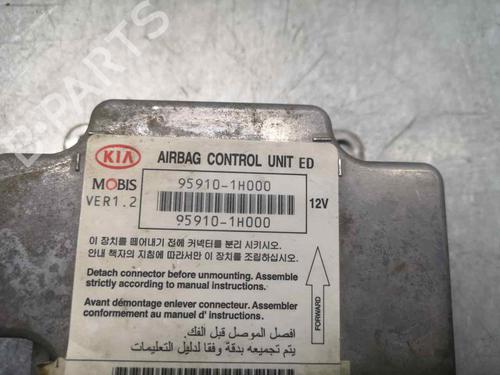 B-PARTS
KIA
AIRBAG CONTROL UNIT ED
MOBIS
VER1.2
95910-1H000
95910-1H000
12V
이 장치를 떼어내기 전에 커넥터를 분리 시키시오.
안내 책자의 지침에 따라서만 이 장치를 조립하십시오.
Detach connector before unmounting. Assemble
strictly according to manual instructions.
Avant démontage enlever connecteur. Assembler
conformement au manuel d' instructions.
افصل الموصل قبل الفك.
يتم تجميعه بدقة وفقا لدليل التعليمات
FORWARD